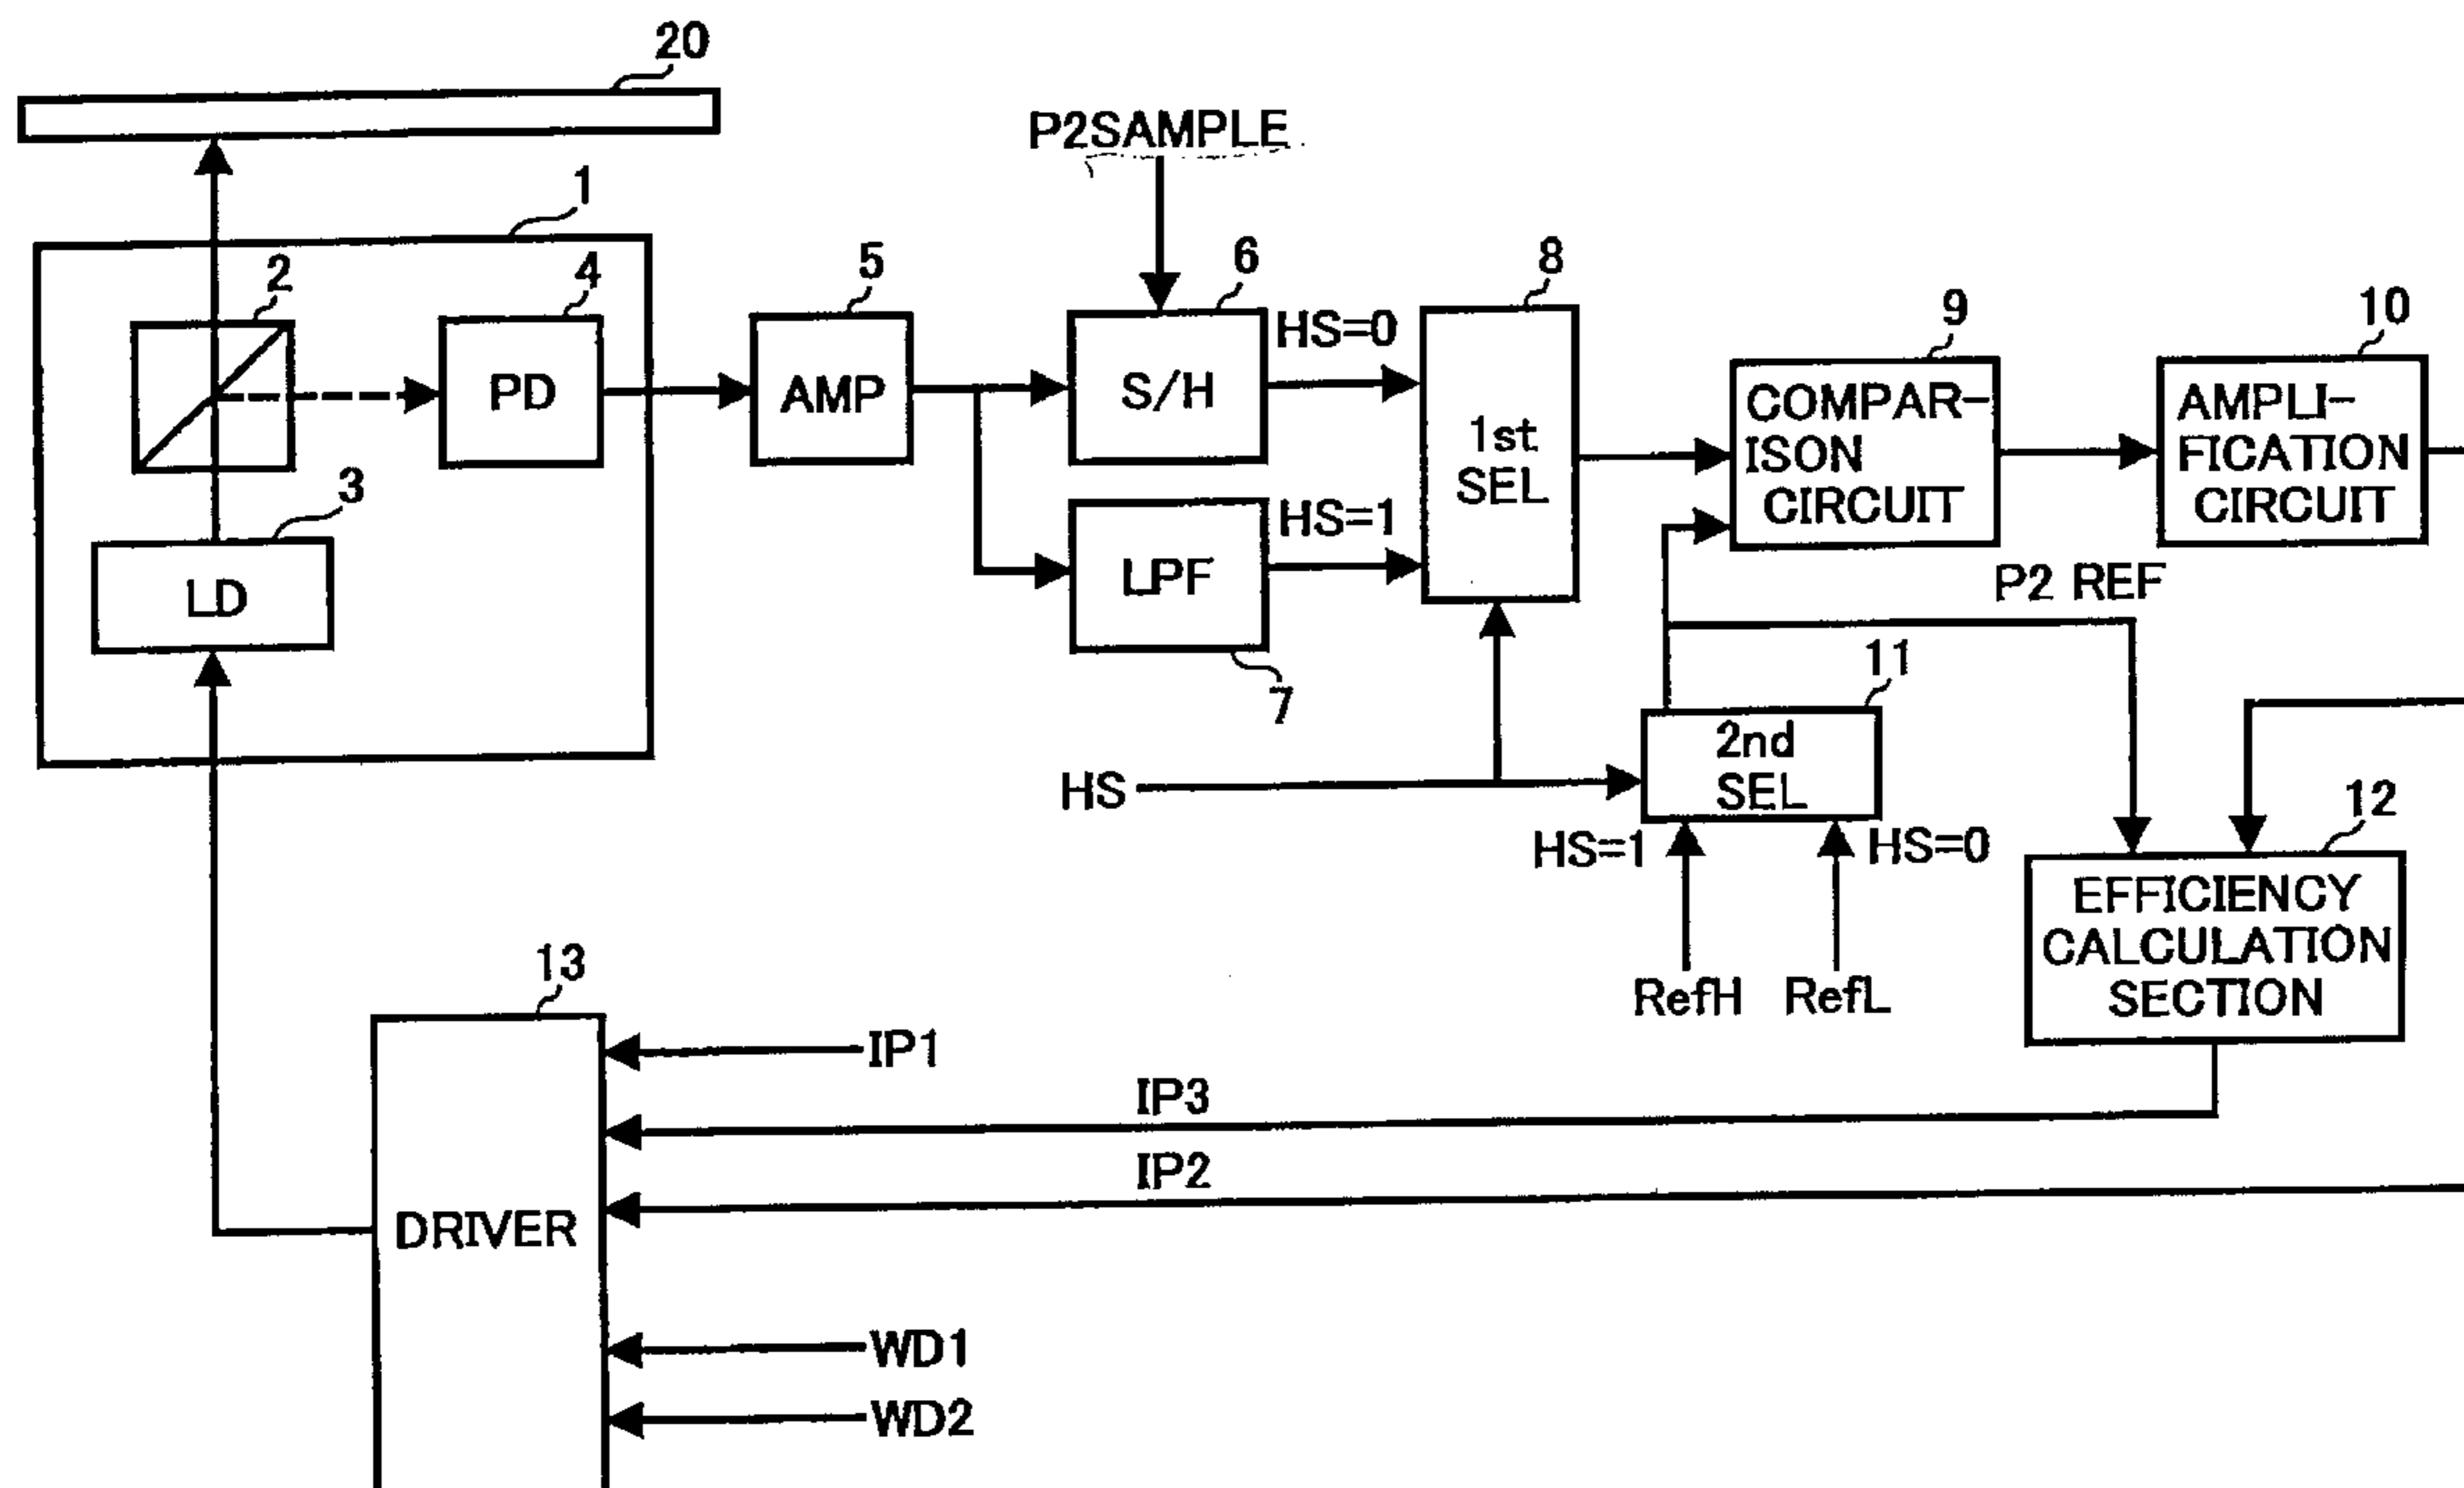 20
P2SAMPLE
1
2
4
5
6
8
9
10
HS=0
PD
AMP
S/H
1st
SEL
COMPAR-
ISON
CIRCUIT
AMPLI-
FICATION
CIRCUIT
3
HS=1
LD
LPF
P2 REF
7
11
2nd
SEL
HS
12
HS=1
HS=0
EFFICIENCY
CALCULATION
SECTION
RefH
RefL
13
IP1
IP3
IP2
DRIVER
WD1
WD2